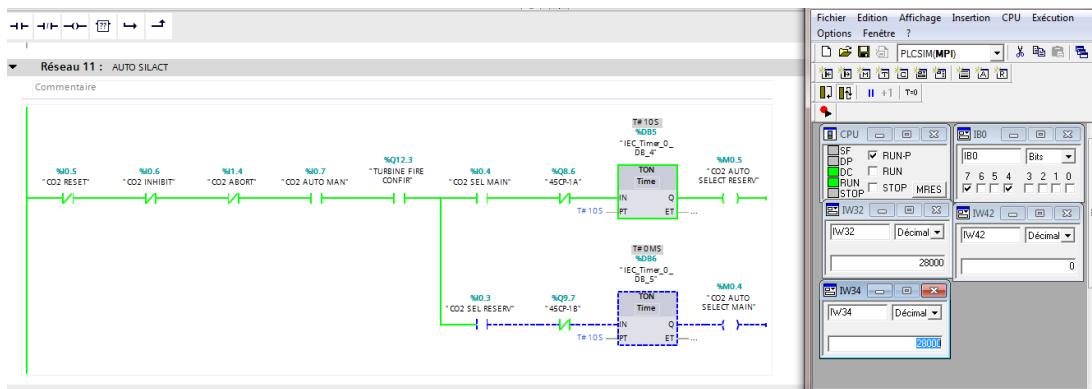 Réseau 11 : AUTO SILACT
Commentaire
T# 10S
%DB5
"IEC_Timer_0_
DB_4"
%I0.5
"CO2 RESET"
%I0.6
"CO2 INHIBIT"
%I1.4
"CO2 ABORT"
%I0.7
"CO2 AUTO MAN"
%Q12.3
"TURBINE FIRE
CONFIR"
%I0.4
"CO2 SEL MAIN"
%Q8.6
"45CP-1A"
TON
Time
IN
Q
T# 10S
PT
ET
...
%M0.5
"CO2 AUTO
SELECT RESERV"
T# 0MS
%DB6
"IEC_Timer_0_
DB_5"
%I0.3
"CO2 SEL RESERV"
%Q9.7
"45CP-1B"
TON
Time
IN
Q
T# 10S
PT
ET
...
%M0.4
"CO2 AUTO
SELECT MAIN"
Fichier Edition Affichage Insertion CPU Exécution
Options Fenêtre ?
PLCSIM(MPI)
+1 T=0
CPU
SF
DP
DC
RUN
STOP
RUN-P
RUN
STOP
MRES
IB0
IB0 Bits
7 6 5 4 3 2 1 0
IW32
IW32 Décimal
28000
IW42
IW42 Décimal
0
IW34
IW34 Décimal
28000